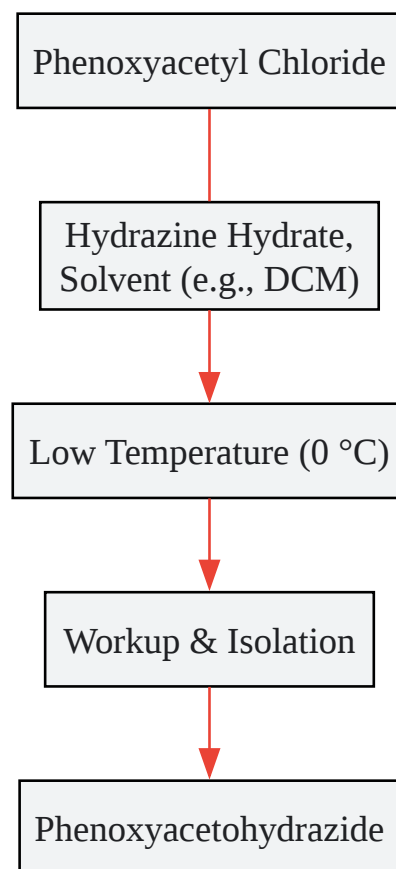 Phenoxyacetyl Chloride
Hydrazine Hydrate,
Solvent (e.g., DCM)
Low Temperature (0 °C)
Workup & Isolation
Phenoxyacetohydrazide